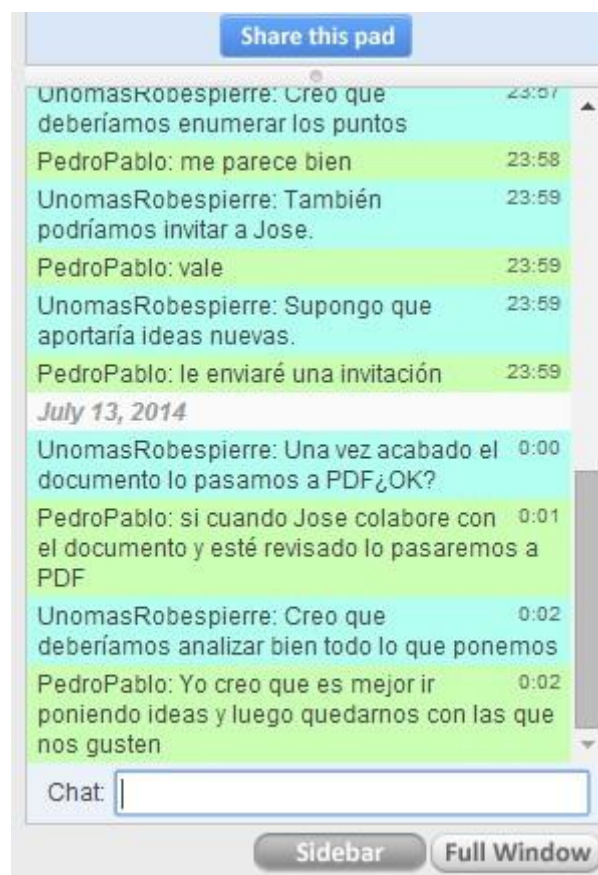 Share this pad
UnomasRobespierre: Creo que 23:57
deberíamos enumerar los puntos
PedroPablo: me parece bien 23:58
UnomasRobespierre: También 23:59
podríamos invitar a Jose.
PedroPablo: vale 23:59
UnomasRobespierre: Supongo que 23:59
aportaría ideas nuevas.
PedroPablo: le enviaré una invitación 23:59
July 13, 2014
UnomasRobespierre: Una vez acabado el 0:00
documento lo pasamos a PDF¿OK?
PedroPablo: si cuando Jose colabore con 0:01
el documento y esté revisado lo pasaremos a
PDF
UnomasRobespierre: Creo que 0:02
deberíamos analizar bien todo lo que ponemos
PedroPablo: Yo creo que es mejor ir 0:02
poniendo ideas y luego quedarnos con las que
nos gusten
Chat:
Sidebar Full Window